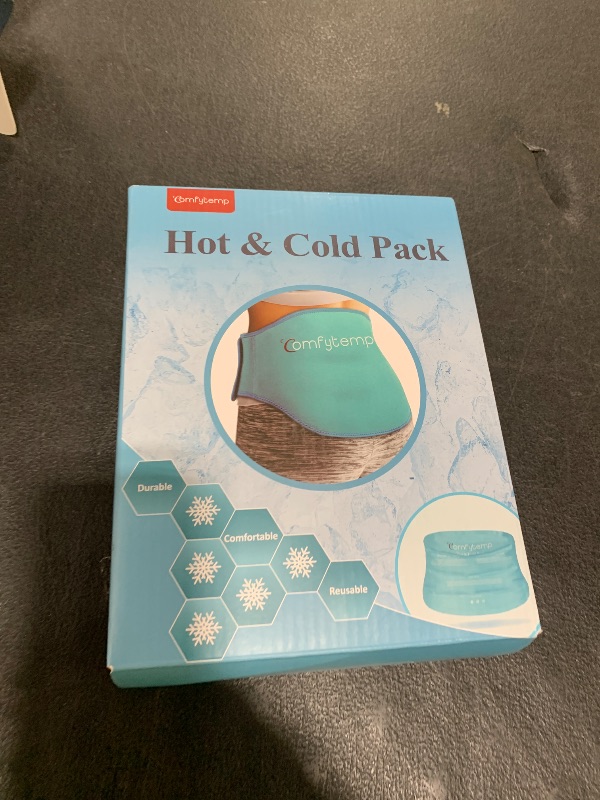 Comfytemp
Hot & Cold Pack
Comfytemp
Durable
Comfortable
Reusable
Comfytemp